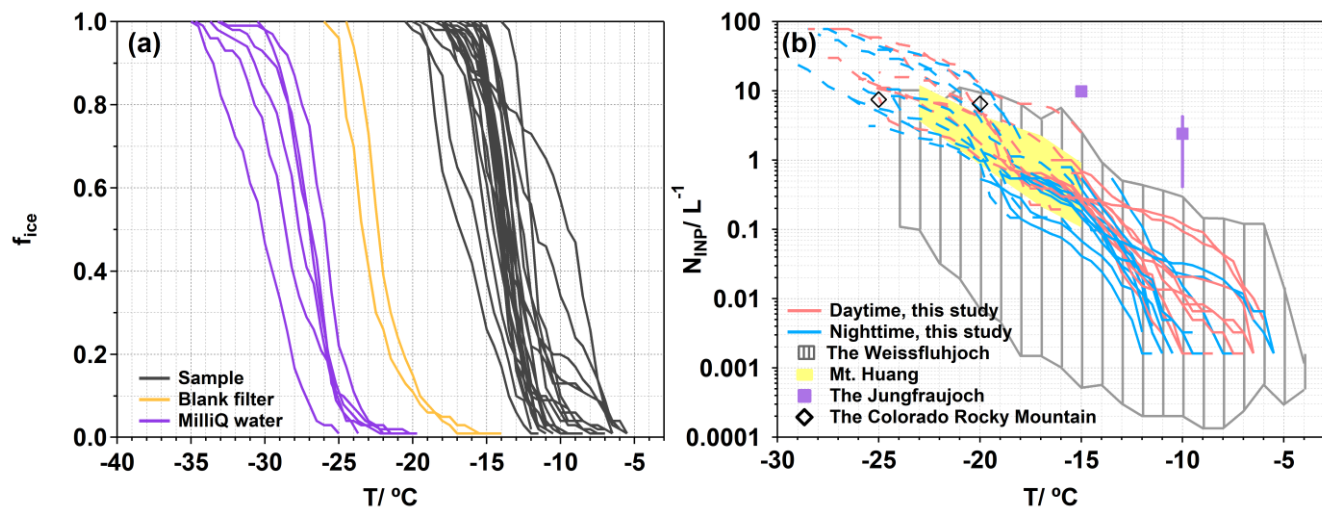 (a)
f_ice
1.0
0.8
0.6
0.4
0.2
0.0
Sample
Blank filter
MilliQ water
-40 -35 -30 -25 -20 -15 -10 -5
T/ ºC
(b)
N_INP/ L⁻¹
100
10
1
0.1
0.01
0.001
0.0001
Daytime, this study
Nighttime, this study
The Weissfluhjoch
Mt. Huang
The Jungfraujoch
The Colorado Rocky Mountain
-30 -25 -20 -15 -10 -5
T/ ºC